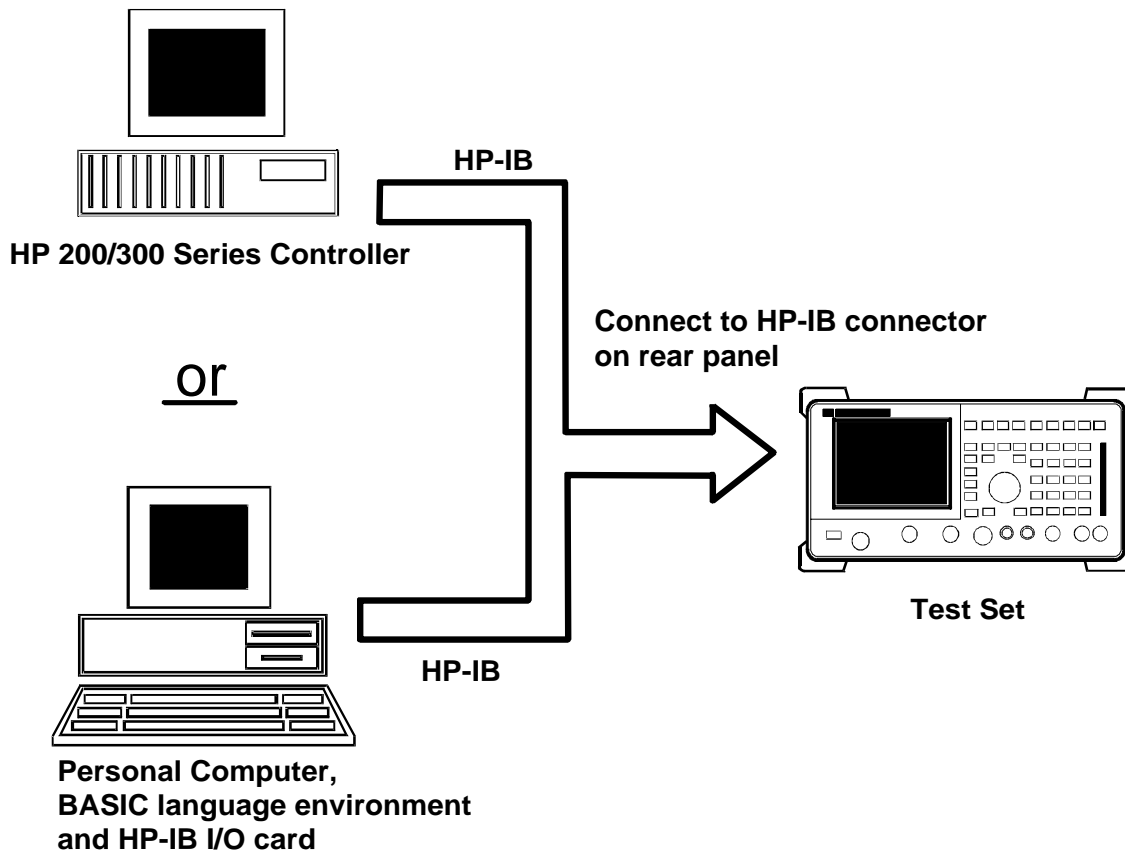 HP-IB
HP 200/300 Series Controller
Connect to HP-IB connector
on rear panel
or
Test Set
HP-IB
Personal Computer,
BASIC language environment
and HP-IB I/O card